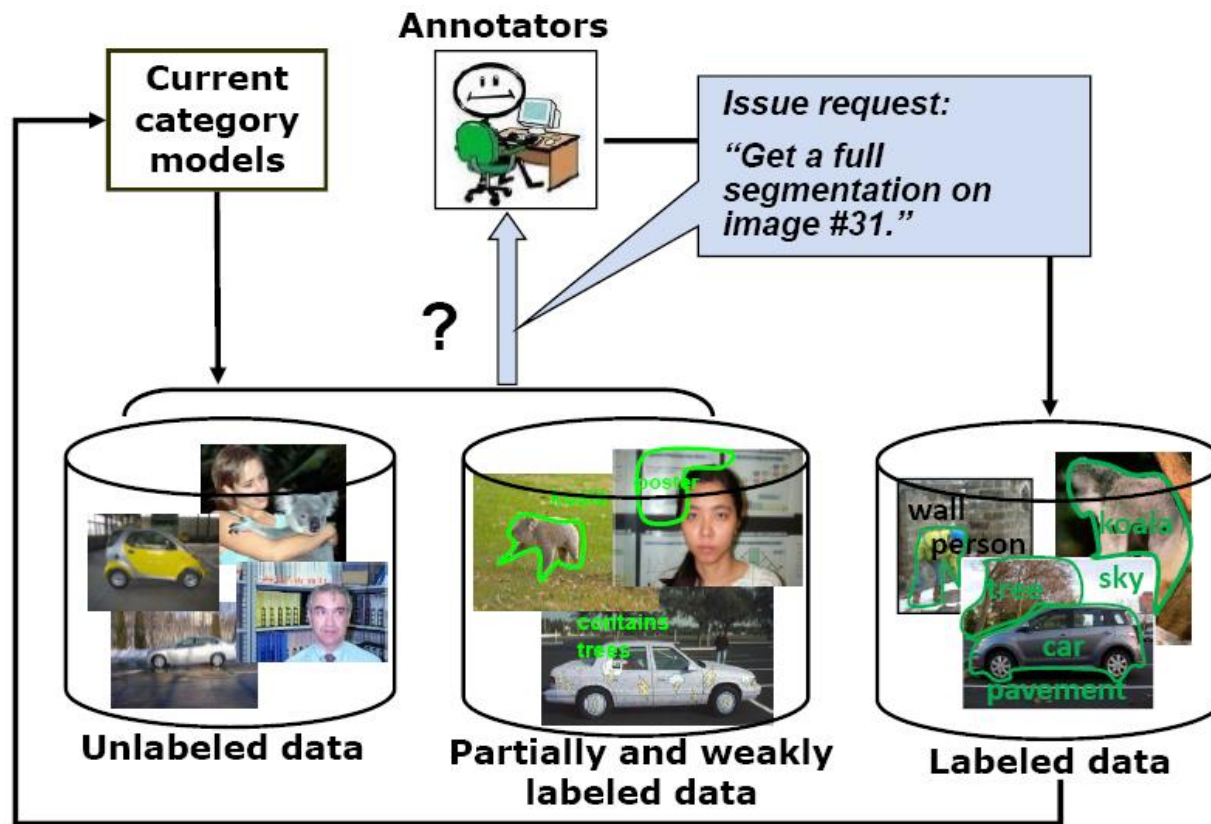 Annotators
Current
category
models
Issue request:
“Get a full
segmentation on
image #31.”
?
poster
contains
trees
wall
person
koala
tree
sky
car
pavement
Unlabeled data
Partially and weakly
labeled data
Labeled data